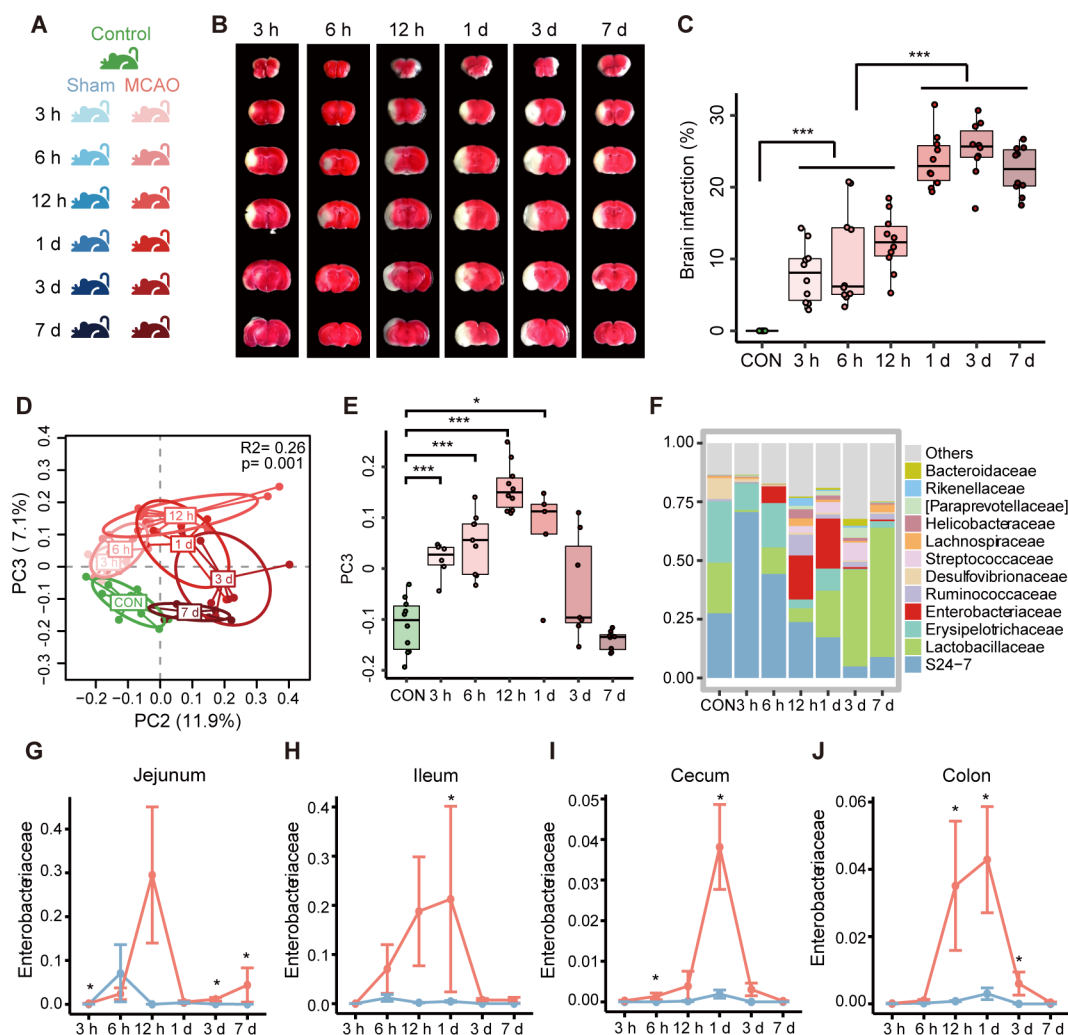 A
Control
Sham MCAO
3 h
6 h
12 h
1 d
3 d
7 d
B
3 h 6 h 12 h 1 d 3 d 7 d
C
Brain infarction (%)
30
20
10
0
***
***
CON 3 h 6 h 12 h 1 d 3 d 7 d
D
R2= 0.26
p= 0.001
PC3 ( 7.1%)
0.4
0.3
0.2
0.1
0
−0.1
−0.2
−0.3
12 h
6 h
1 d
3 d
CON
7 d
−0.2 −0.1 0.0 0.1 0.2 0.3 0.4
PC2 (11.9%)
E
PC3
0.2
0.1
0.0
−0.1
−0.2
*
***
***
***
CON 3 h 6 h 12 h 1 d 3 d 7 d
F
1.00
0.75
0.50
0.25
0.00
CON 3 h 6 h 12 h 1 d 3 d 7 d
Others
Bacteroidaceae
Rikenellaceae
[Paraprevotellaceae]
Helicobacteraceae
Lachnospiraceae
Streptococcaceae
Desulfovibrionaceae
Ruminococcaceae
Enterobacteriaceae
Erysipelotrichaceae
Lactobacillaceae
S24−7
G
Jejunum
Enterobacteriaceae
0.4
0.3
0.2
0.1
0.0
* * *
3 h 6 h 12 h 1 d 3 d 7 d
H
Ileum
Enterobacteriaceae
0.4
0.3
0.2
0.1
0.0
*
3 h 6 h 12 h 1 d 3 d 7 d
I
Cecum
Enterobacteriaceae
0.05
0.04
0.03
0.02
0.01
0.00
* *
3 h 6 h 12 h 1 d 3 d 7 d
J
Colon
Enterobacteriaceae
0.06
0.04
0.02
0.00
* * *
3 h 6 h 12 h 1 d 3 d 7 d